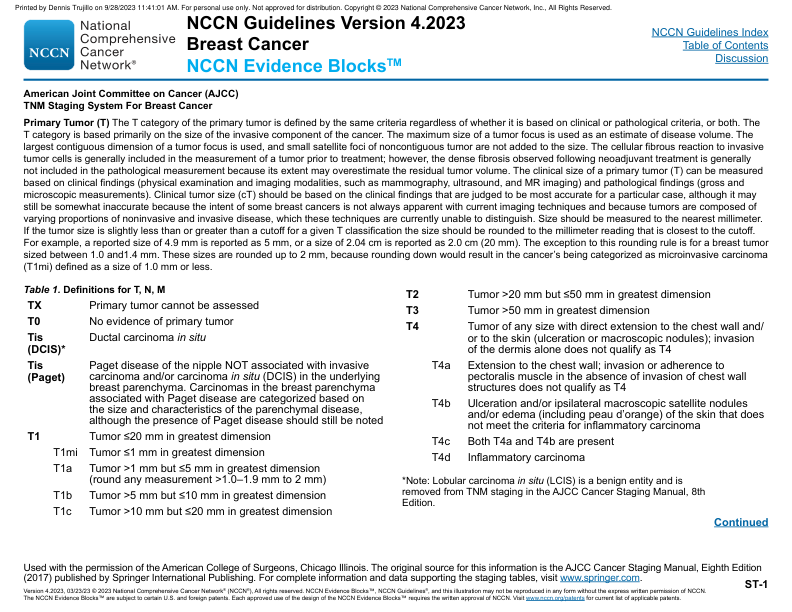 Printed by Dennis Trujillo on 9/28/2023 11:41:01 AM. For personal use only. Not approved for distribution. Copyright © 2023 National Comprehensive Cancer Network, Inc., All Rights Reserved.
NCCN
National
Comprehensive
Cancer
Network®
NCCN Guidelines Version 4.2023
Breast Cancer
NCCN Evidence Blocks™
NCCN Guidelines Index
Table of Contents
Discussion
American Joint Committee on Cancer (AJCC)
TNM Staging System For Breast Cancer
Primary Tumor (T) The T category of the primary tumor is defined by the same criteria regardless of whether it is based on clinical or pathological criteria, or both. The
T category is based primarily on the size of the invasive component of the cancer. The maximum size of a tumor focus is used as an estimate of disease volume. The
largest contiguous dimension of a tumor focus is used, and small satellite foci of noncontiguous tumor are not added to the size. The cellular fibrous reaction to invasive
tumor cells is generally included in the measurement of a tumor prior to treatment; however, the dense fibrosis observed following neoadjuvant treatment is generally
not included in the pathological measurement because its extent may overestimate the residual tumor volume. The clinical size of a primary tumor (T) can be measured
based on clinical findings (physical examination and imaging modalities, such as mammography, ultrasound, and MR imaging) and pathological findings (gross and
microscopic measurements). Clinical tumor size (cT) should be based on the clinical findings that are judged to be most accurate for a particular case, although it may
still be somewhat inaccurate because the intent of some breast cancers is not always apparent with current imaging techniques and because tumors are composed of
varying proportions of noninvasive and invasive disease, which these techniques are currently unable to distinguish. Size should be measured to the nearest millimeter.
If the tumor size is slightly less than or greater than a cutoff for a given T classification the size should be rounded to the millimeter reading that is closest to the cutoff.
For example, a reported size of 4.9 mm is reported as 5 mm, or a size of 2.04 cm is reported as 2.0 cm (20 mm). The exception to this rounding rule is for a breast tumor
sized between 1.0 and1.4 mm. These sizes are rounded up to 2 mm, because rounding down would result in the cancer's being categorized as microinvasive carcinoma
(T1mi) defined as a size of 1.0 mm or less.
Table 1. Definitions for T, N, M
TX Primary tumor cannot be assessed
T0 No evidence of primary tumor
Tis Ductal carcinoma in situ
(DCIS)*
Tis Paget disease of the nipple NOT associated with invasive
(Paget) carcinoma and/or carcinoma in situ (DCIS) in the underlying
breast parenchyma. Carcinomas in the breast parenchyma
associated with Paget disease are categorized based on
the size and characteristics of the parenchymal disease,
although the presence of Paget disease should still be noted
T1 Tumor ≤20 mm in greatest dimension
T1mi Tumor ≤1 mm in greatest dimension
T1a Tumor >1 mm but ≤5 mm in greatest dimension
(round any measurement >1.0–1.9 mm to 2 mm)
T1b Tumor >5 mm but ≤10 mm in greatest dimension
T1c Tumor >10 mm but ≤20 mm in greatest dimension
T2 Tumor >20 mm but ≤50 mm in greatest dimension
T3 Tumor >50 mm in greatest dimension
T4 Tumor of any size with direct extension to the chest wall and/
or to the skin (ulceration or macroscopic nodules); invasion
of the dermis alone does not qualify as T4
T4a Extension to the chest wall; invasion or adherence to
pectoralis muscle in the absence of invasion of chest wall
structures does not qualify as T4
T4b Ulceration and/or ipsilateral macroscopic satellite nodules
and/or edema (including peau d'orange) of the skin that does
not meet the criteria for inflammatory carcinoma
T4c Both T4a and T4b are present
T4d Inflammatory carcinoma
*Note: Lobular carcinoma in situ (LCIS) is a benign entity and is
removed from TNM staging in the AJCC Cancer Staging Manual, 8th
Edition.
Continued
Used with the permission of the American College of Surgeons, Chicago Illinois. The original source for this information is the AJCC Cancer Staging Manual, Eighth Edition
(2017) published by Springer International Publishing. For complete information and data supporting the staging tables, visit www.springer.com.
ST-1
Version 4.2023, 03/23/23 © 2023 National Comprehensive Cancer Network® (NCCN®), All rights reserved. NCCN Evidence Blocks™, NCCN Guidelines®, and this illustration may not be reproduced in any form without the express written permission of NCCN.
The NCCN Evidence Blocks™ are subject to certain U.S. and foreign patents. Each approved use of the design of the NCCN Evidence Blocks™ requires the written approval of NCCN. Visit www.nccn.org/patents for current list of applicable patents.